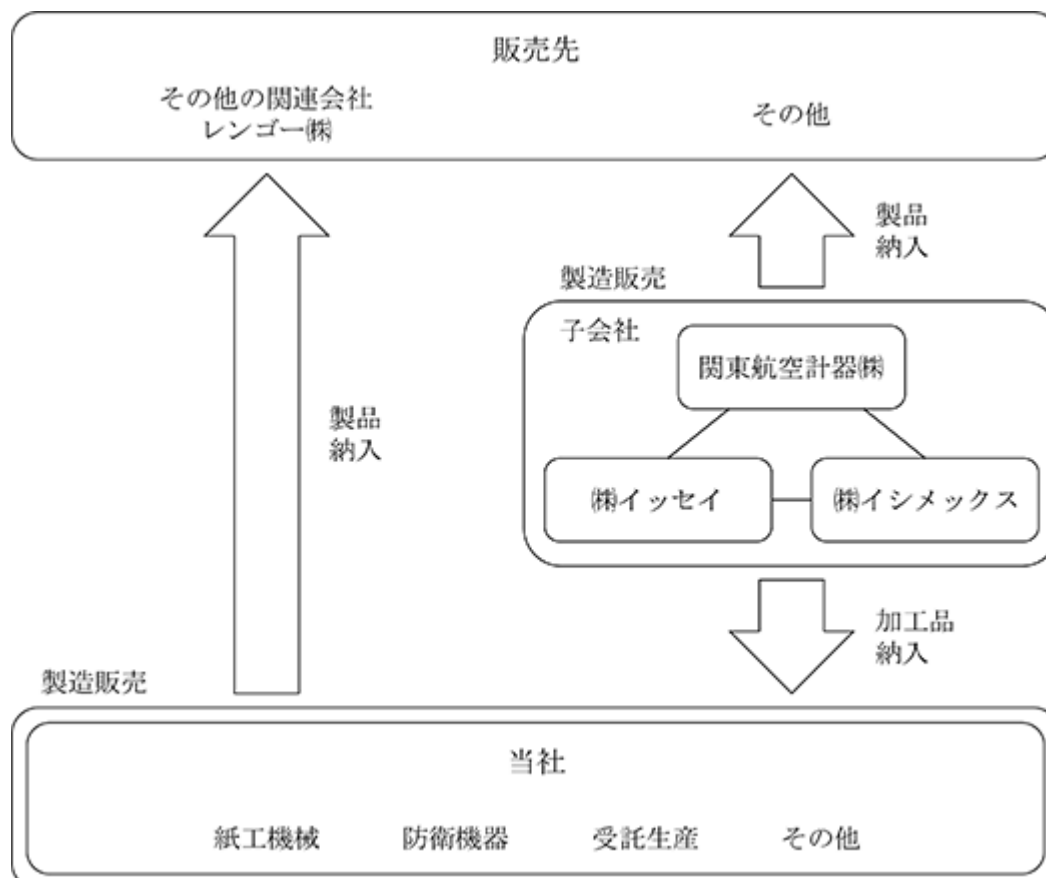 販売先
その他の関連会社
レンゴー㈱
その他
製品
納入
製造販売
子会社
関東航空計器㈱
㈱イッセイ
㈱イシメックス
製品
納入
加工品
納入
製造販売
当社
紙工機械 防衛機器 受託生産 その他